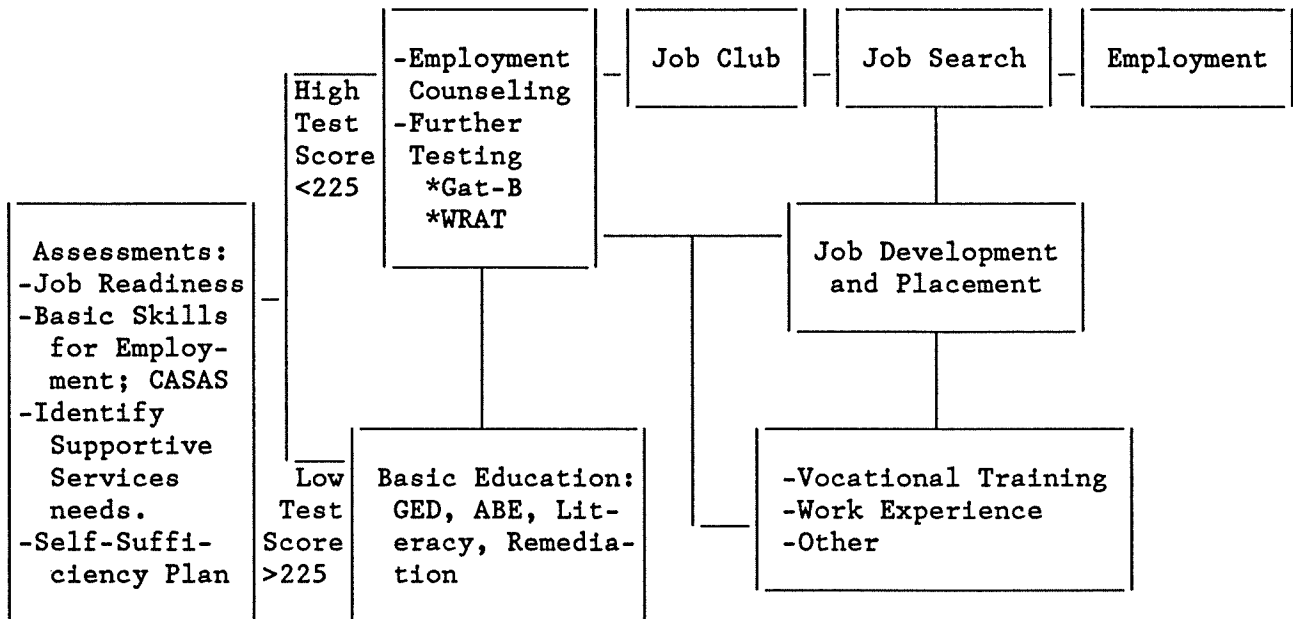 -Employment
Counseling
-Further
Testing
*Gat-B
*WRAT
Job Club
Job Search
Employment
High
Test
Score
<225
Assessments:
-Job Readiness
-Basic Skills
for Employ-
ment; CASAS
-Identify
Supportive
Services
needs.
-Self-Suffi-
ciency Plan
Job Development
and Placement
Low
Test
Score
>225
Basic Education:
GED, ABE, Lit-
eracy, Remedia-
tion
-Vocational Training
-Work Experience
-Other